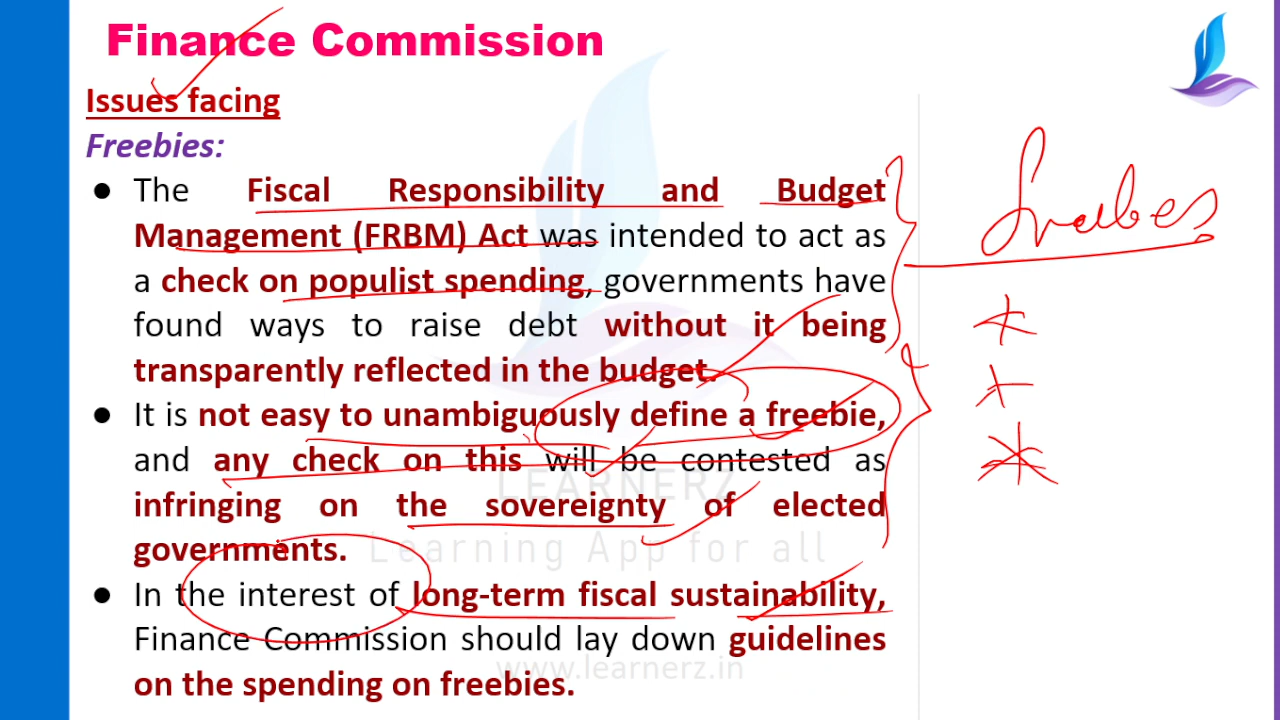 Finance Commission
Issues facing
Freebies:
● The Fiscal Responsibility and Budget
Management (FRBM) Act was intended to act as
a check on populist spending, governments have
found ways to raise debt without it being
transparently reflected in the budget.
● It is not easy to unambiguously define a freebie,
and any check on this will be contested as
infringing on the sovereignty of elected
governments.
● In the interest of long-term fiscal sustainability,
Finance Commission should lay down guidelines
on the spending on freebies.
LEARNERZ
Learning App for all
www.learnerz.in